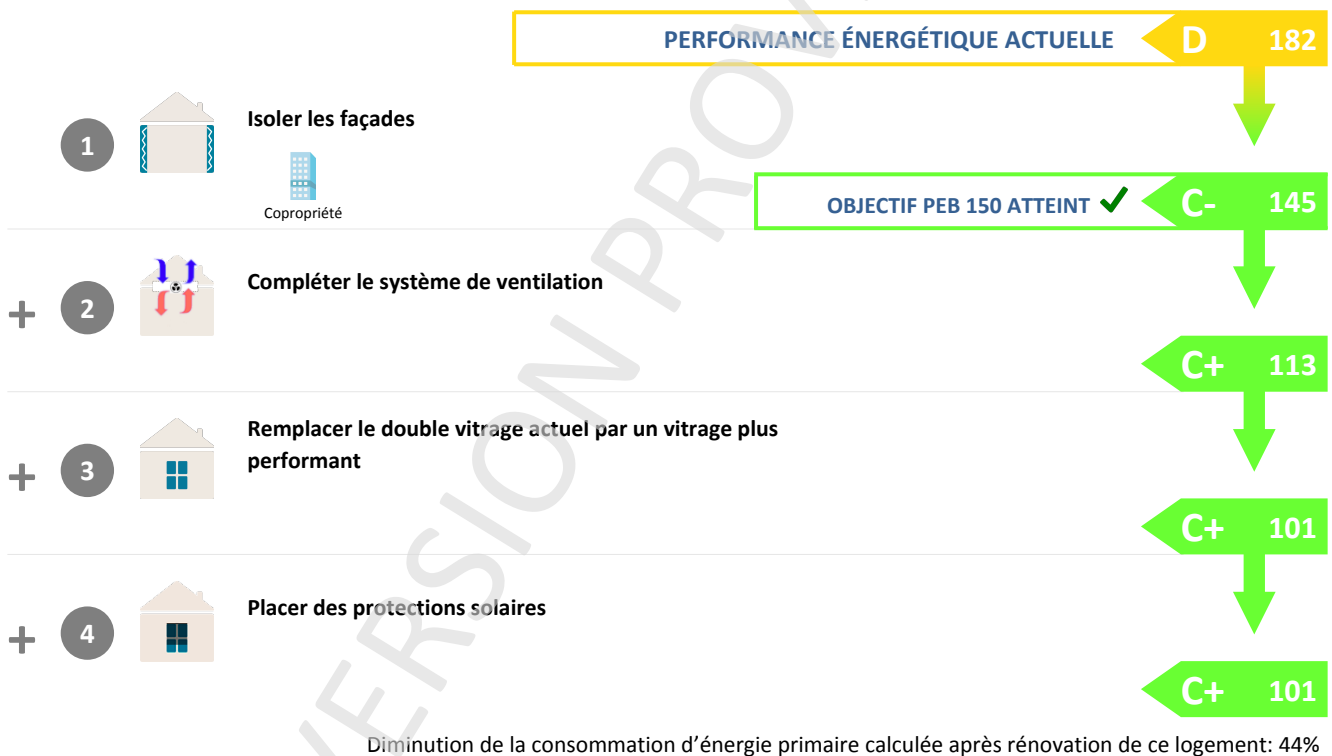 PERFORMANCE ÉNERGÉTIQUE ACTUELLE D 182
1 Isoler les façades
Copropriété
OBJECTIF PEB 150 ATTEINT ✔ C- 145
+ 2 Compléter le système de ventilation
C+ 113
+ 3 Remplacer le double vitrage actuel par un vitrage plus
performant
C+ 101
+ 4 Placer des protections solaires
C+ 101
Diminution de la consommation d’énergie primaire calculée après rénovation de ce logement: 44%
VERSION PROV